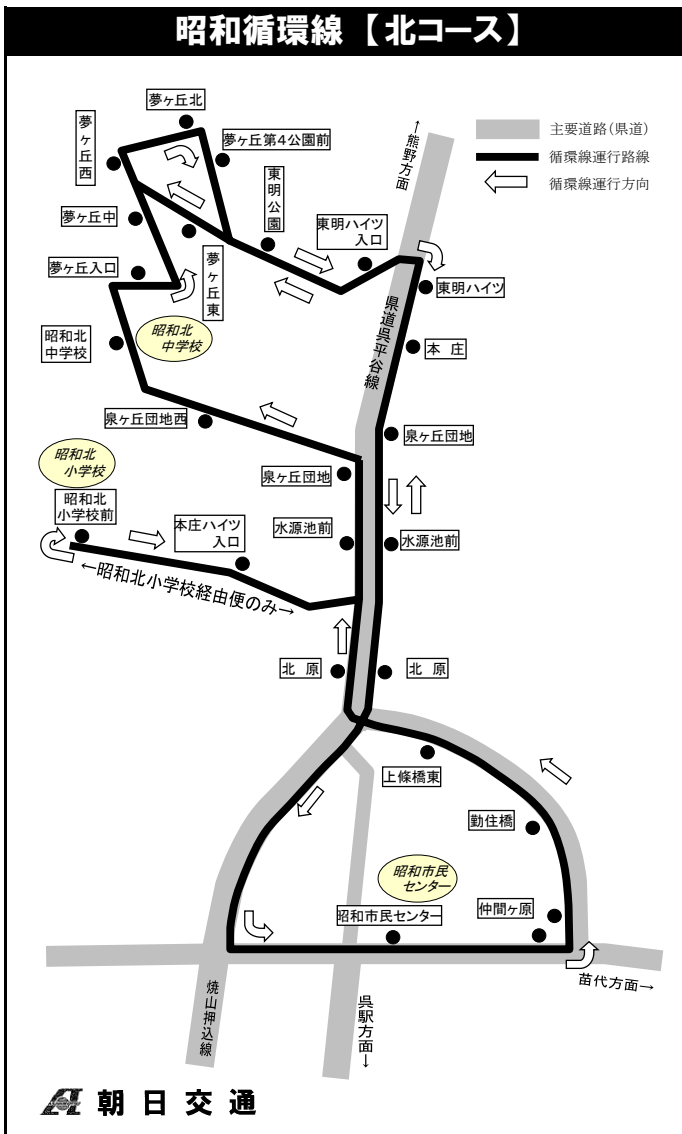 昭和循環線【北コース】
主要道路(県道)
循環線運行路線
循環線運行方向
←熊野方面
夢ヶ丘北
夢ヶ丘西
夢ヶ丘第4公園前
東明公園
夢ヶ丘中
東明ハイツ
入口
夢ヶ丘入口
夢ヶ丘東
東明ハイツ
昭和北
中学校
昭和北
中学校
県道呉平谷線
本 庄
泉ヶ丘団地西
泉ヶ丘団地
昭和北
小学校
泉ヶ丘団地
昭和北
小学校前
本庄ハイツ
入口
水源池前
水源池前
←昭和北小学校経由便のみ→
北 原
北 原
上條橋東
勤住橋
昭和市民
センター
昭和市民センター
仲間ヶ原
苗代方面→
焼山押込線
呉駅方面→
朝日交通